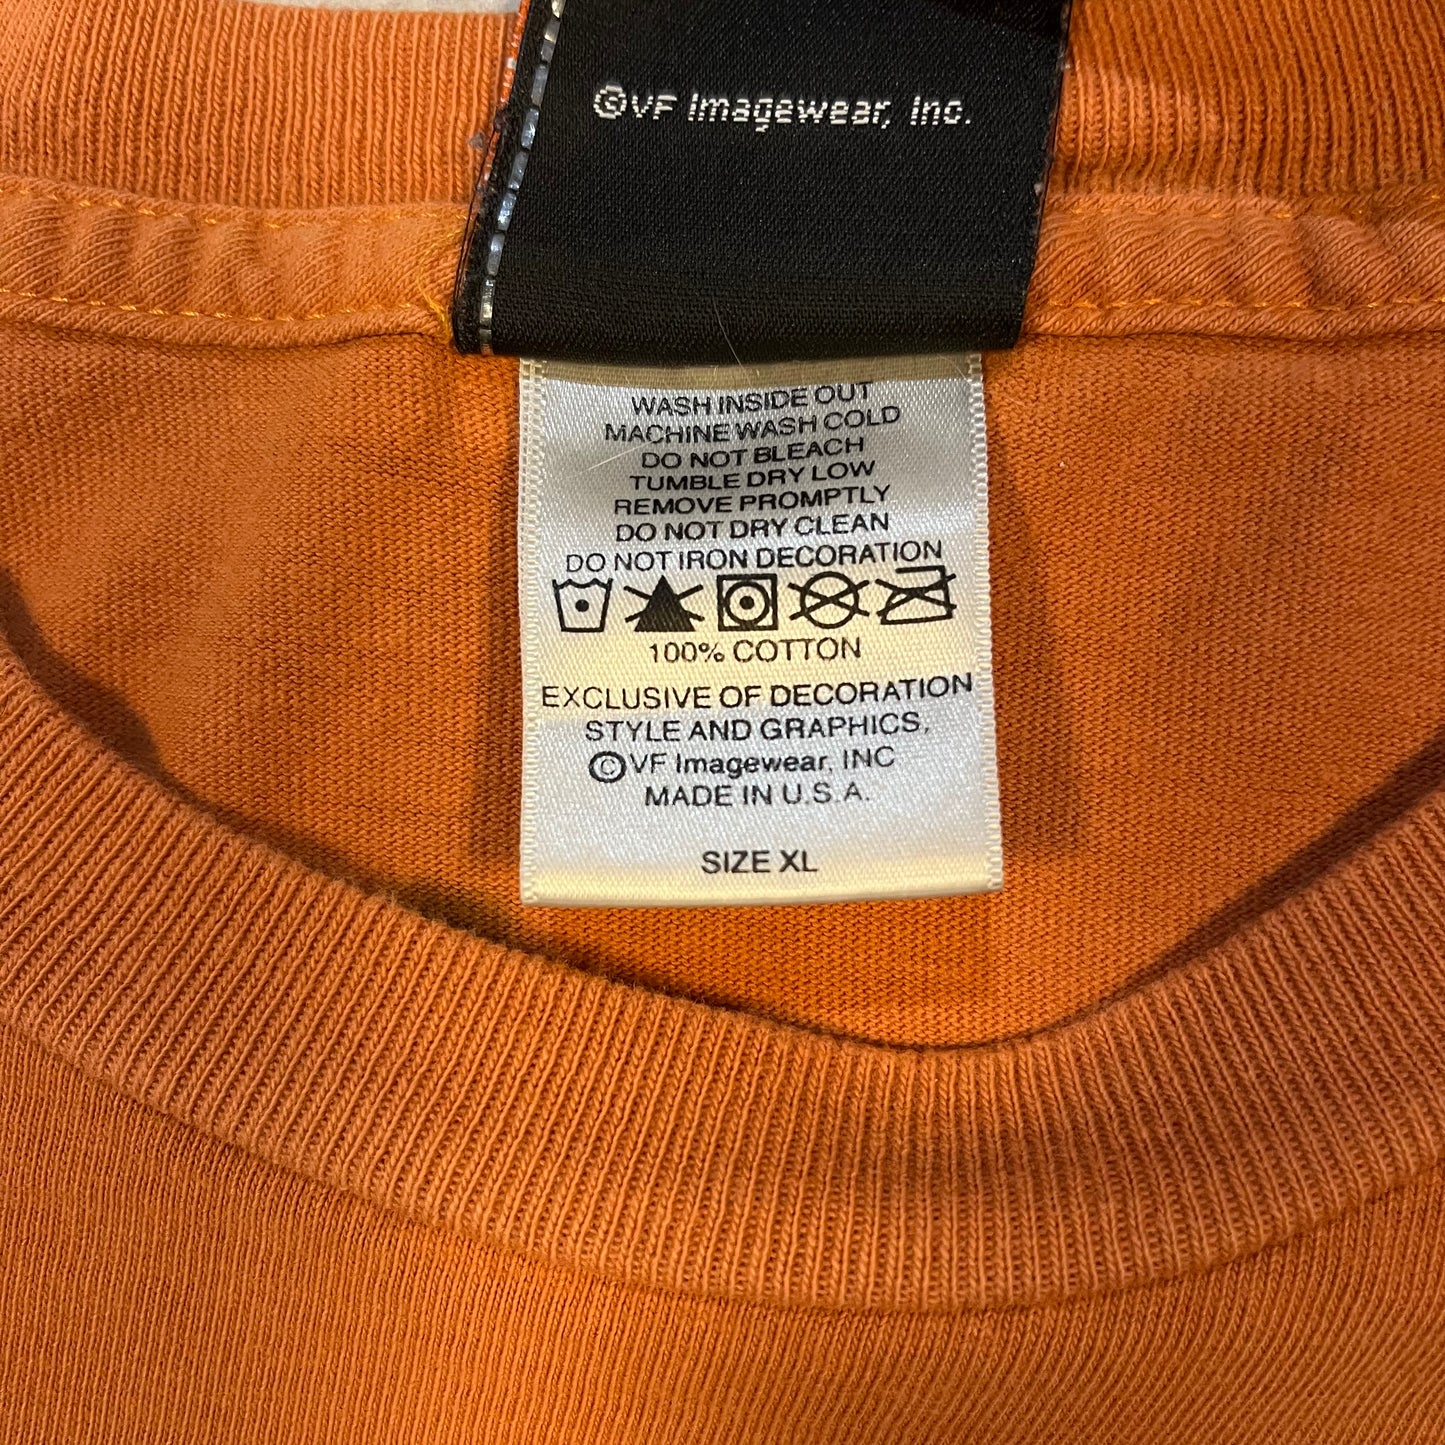 ©VF Imagewear, Inc.
WASH INSIDE OUT
MACHINE WASH COLD
DO NOT BLEACH
TUMBLE DRY LOW
REMOVE PROMPTLY
DO NOT DRY CLEAN
DO NOT IRON DECORATION
100% COTTON
EXCLUSIVE OF DECORATION
STYLE AND GRAPHICS,
©VF Imagewear, INC
MADE IN U.S.A.
SIZE XL